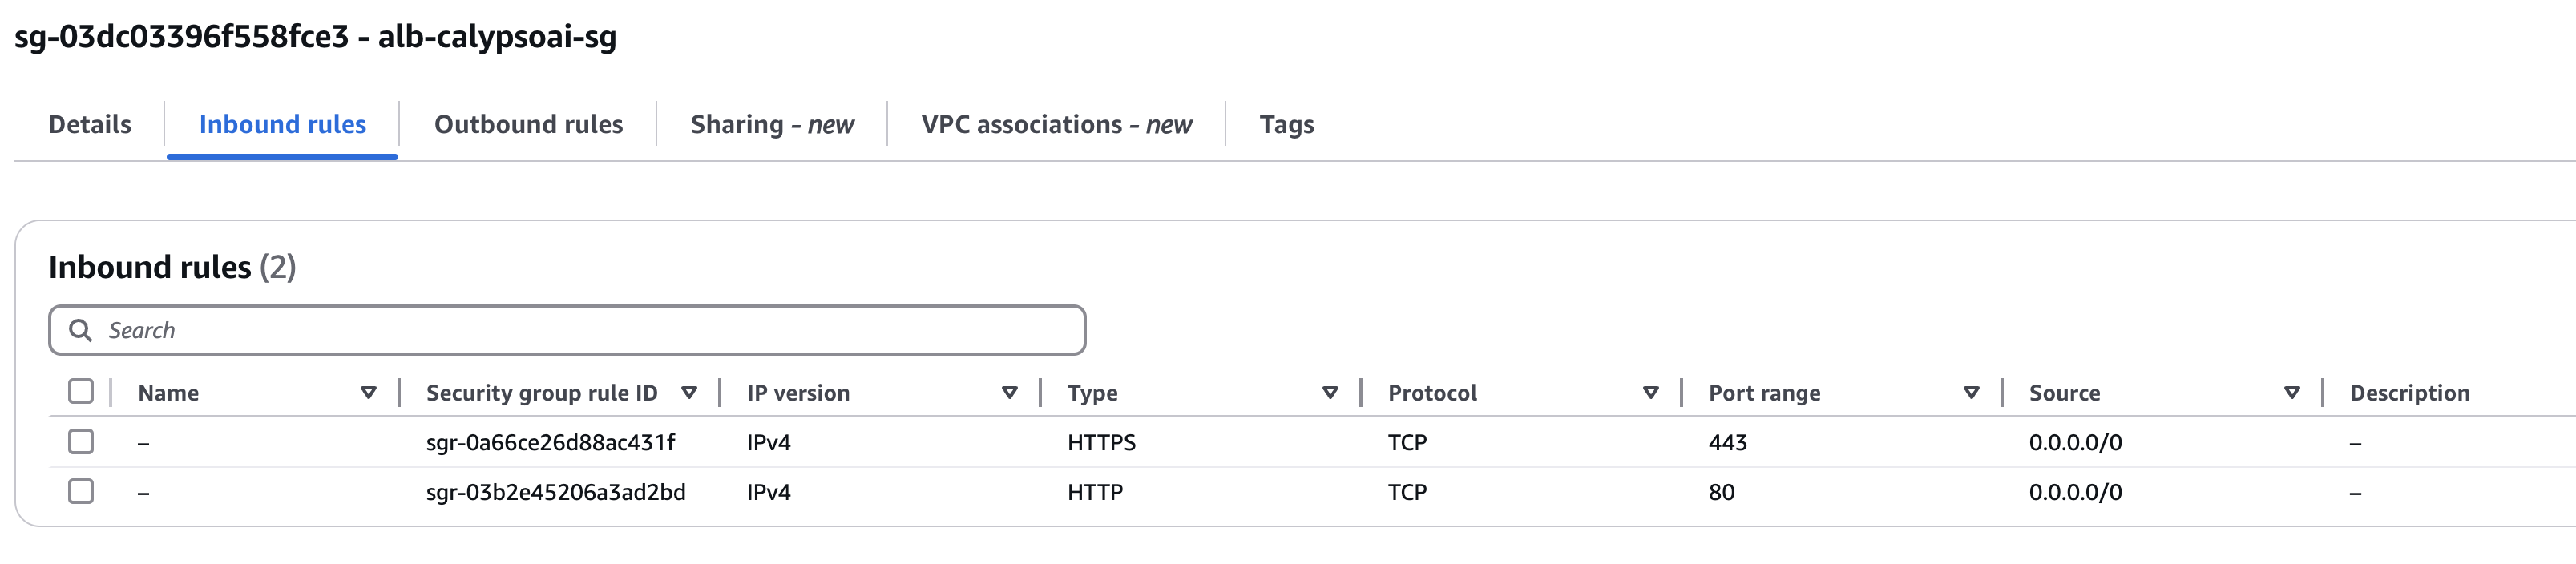 sg-03dc03396f558fce3 - alb-calypsoai-sg
Details Inbound rules Outbound rules Sharing - new VPC associations - new Tags
Inbound rules (2)
Search
Name Security group rule ID IP version Type Protocol Port range Source Description
– sgr-0a66ce26d88ac431f IPv4 HTTPS TCP 443 0.0.0.0/0 –
– sgr-03b2e45206a3ad2bd IPv4 HTTP TCP 80 0.0.0.0/0 –